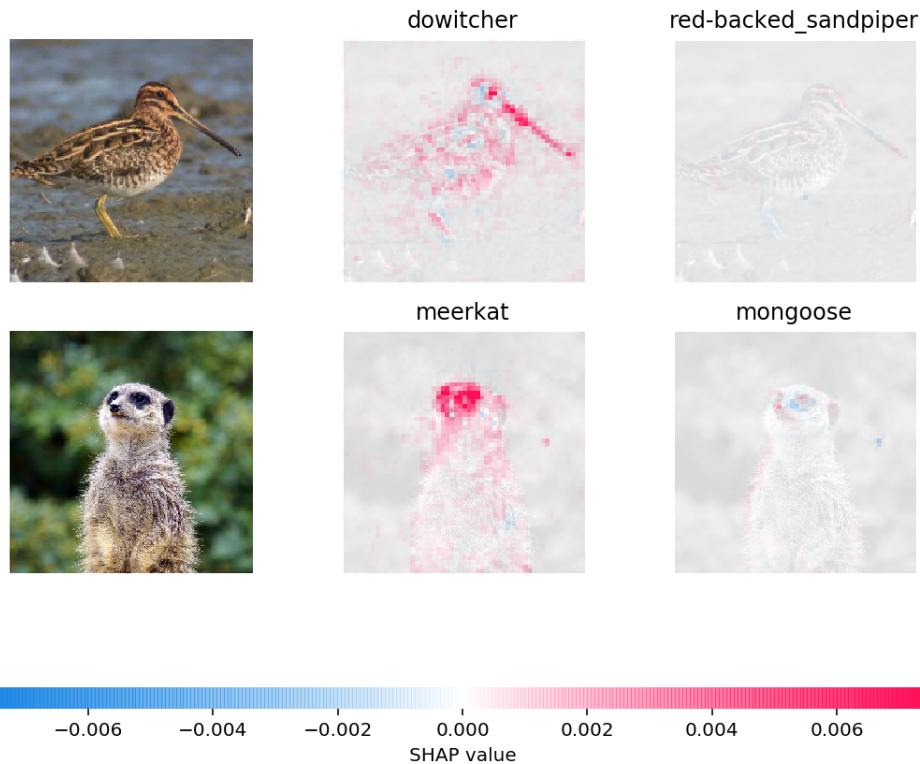 dowitcher
red-backed_sandpiper
meerkat
mongoose
−0.006 −0.004 −0.002 0.000 0.002 0.004 0.006
SHAP value